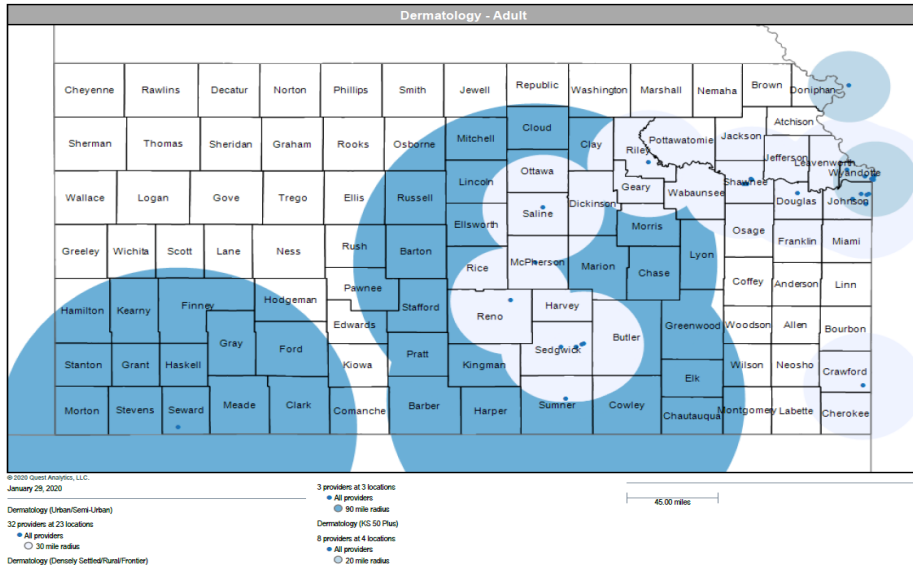 Dermatology - Adult
Cheyenne Rawlins Decatur Norton Phillips Smith Jewell Republic Washington Marshall Nemaha Brown Doniphan
Atchison
Sherman Thomas Sheridan Graham Rooks Osborne Mitchell Cloud Clay Riley Pottawatomie Jackson Jefferson Leavenworth
Ottawa
Lincoln Geary Wabaunsee Shawnee Wyandotte
Wallace Logan Gove Trego Ellis Russell Saline Dickinson Douglas Johnson
Ellsworth Morris Osage
Greeley Wichita Scott Lane Ness Rush Barton Rice McPherson Marion Chase Lyon Franklin Miami
Coffey Anderson Linn
Hamilton Kearny Finney Hodgeman Pawnee Stafford Reno Harvey
Edwards Sedgwick Butler Greenwood Woodson Allen Bourbon
Stanton Grant Haskell Gray Ford Kiowa Pratt Kingman Elk Wilson Neosho Crawford
Morton Stevens Seward Meade Clark Comanche Barber Harper Sumner Cowley Chautauqua Montgomery Labette Cherokee
© 2020 Quest Analytics, LLC.
January 29, 2020
Dermatology (Urban/Semi-Urban)
32 providers at 23 locations
All providers
30 mile radius
Dermatology (Densely Settled/Rural/Frontier)
3 providers at 3 locations
All providers
90 mile radius
Dermatology (KS 50 Plus)
8 providers at 4 locations
All providers
20 mile radius
45.00 miles